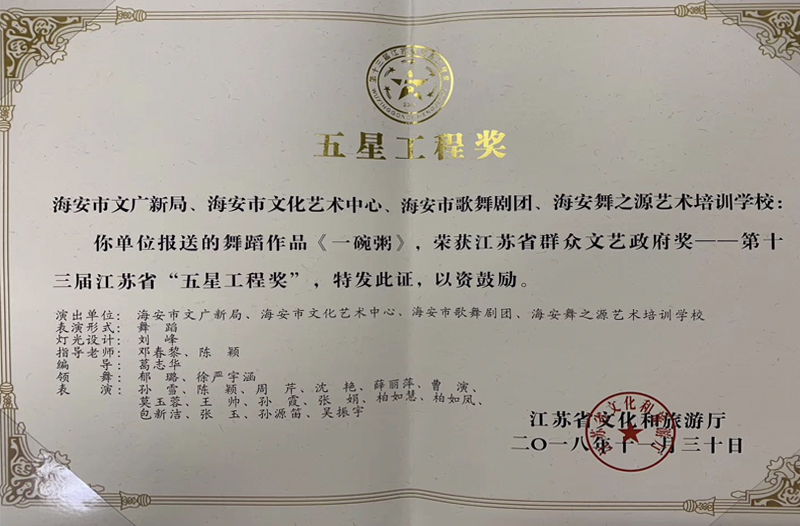 五星工程奖
海安市文广新局、海安市文化艺术中心、海安市歌舞剧团、海安舞之源艺术培训学校：
你单位报送的舞蹈作品《一碗粥》，荣获江苏省群众文艺政府奖——第十
三届江苏省“五星工程奖”，特发此证，以资鼓励。
演出单位：海安市文广新局、海安市文化艺术中心、海安市歌舞剧团、海安舞之源艺术培训学校
表演形式：舞 蹈
灯光设计：刘 峰
指导老师：邓春黎、陈 颖
编 导：葛志华
领 舞：郁 璐、徐严宇涵
表 演：孙 雪、陈 颖、周 芹、沈 艳、薛丽萍、曹 演、
莫玉蓉、王 帅、孙 霞、张 娟、柏如慧、柏如凤、
包新洁、张 玉、孙源笛、吴振宇
江苏省文化和旅游厅
二〇一八年十一月三十日